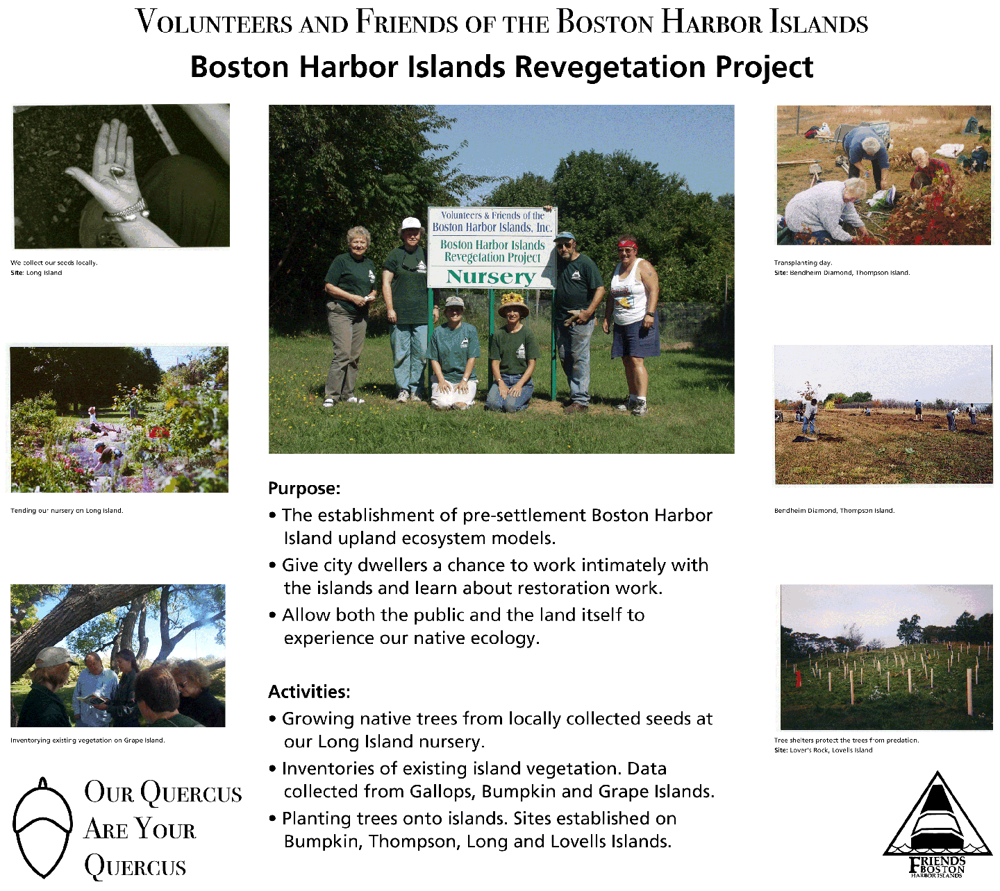 VOLUNTEERS AND FRIENDS OF THE BOSTON HARBOR ISLANDS
Boston Harbor Islands Revegetation Project
We collect our seeds locally.
Site: Long Island
Tending our nursery on Long Island.
Inventorying existing vegetation on Grape Island.
Volunteers & Friends of the
Boston Harbor Islands, Inc.
Boston Harbor Islands
Revegetation Project
Nursery
Purpose:
• The establishment of pre-settlement Boston Harbor
Island upland ecosystem models.
• Give city dwellers a chance to work intimately with
the islands and learn about restoration work.
• Allow both the public and the land itself to
experience our native ecology.
Activities:
• Growing native trees from locally collected seeds at
our Long Island nursery.
• Inventories of existing island vegetation. Data
collected from Gallops, Bumpkin and Grape Islands.
• Planting trees onto islands. Sites established on
Bumpkin, Thompson, Long and Lovells Islands.
Transplanting day.
Site: Bendheim Diamond, Thompson Island.
Bendheim Diamond, Thompson Island.
Tree shelters protect the trees from predation.
Site: Lover's Rock, Lovells Island
OUR QUERCUS
ARE YOUR
QUERCUS
FRIENDS
BOSTON
HARBOR ISLANDS